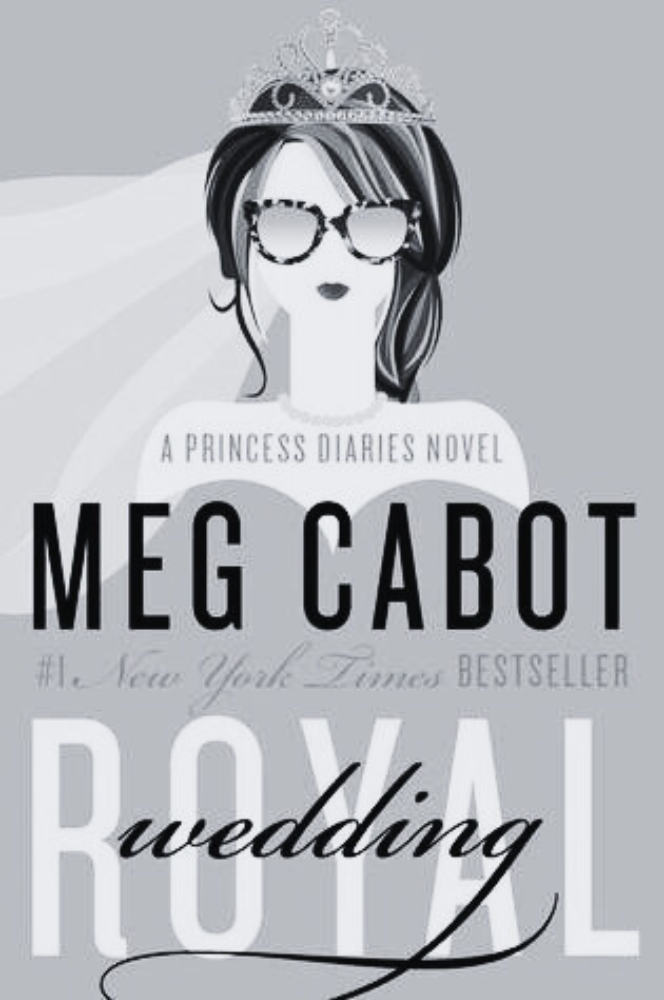 A PRINCESS DIARIES NOVEL
MEG CABOT
#1 New York Times BESTSELLER
ROYAL
wedding